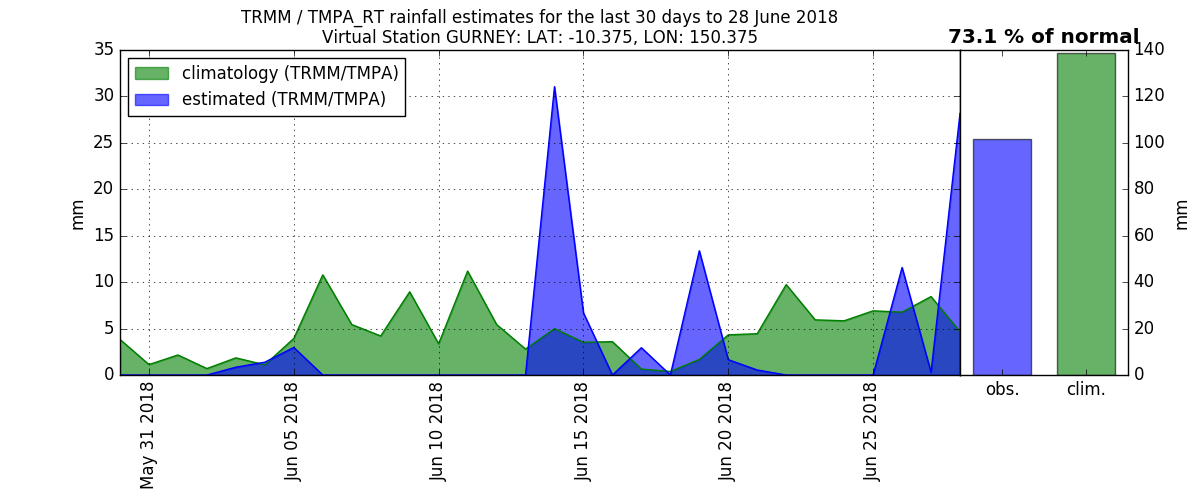 TRMM / TMPA_RT rainfall estimates for the last 30 days to 28 June 2018
Virtual Station GURNEY: LAT: -10.375, LON: 150.375
73.1 % of normal
climatology (TRMM/TMPA)
estimated (TRMM/TMPA)
35
30
25
20
15
10
5
0
mm
May 31 2018
Jun 05 2018
Jun 10 2018
Jun 15 2018
Jun 20 2018
Jun 25 2018
obs.
clim.
140
120
100
80
60
40
20
0
mm